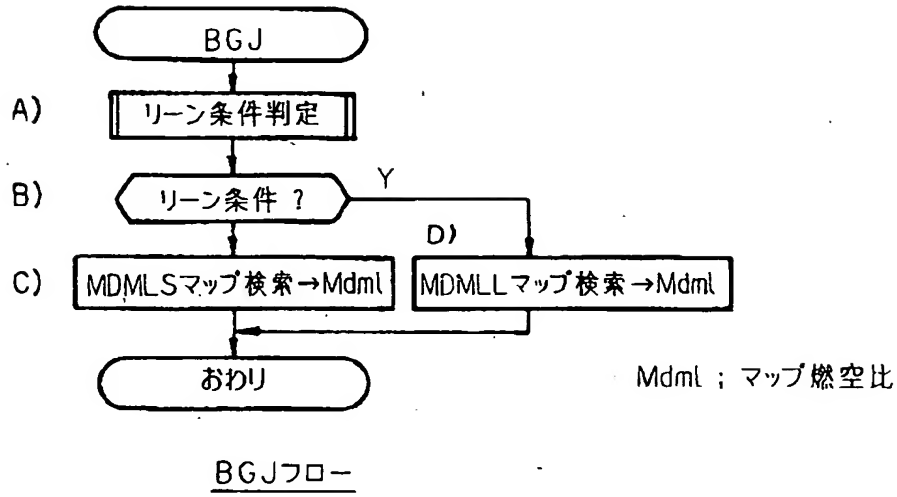 BGJ
A)
リーン条件判定
B)
リーン条件 ?
Y
D)
C)
MDMLSマップ検索→Mdml
MDMLLマップ検索→Mdml
おわり
Mdml ; マップ燃空比
BGJフロー